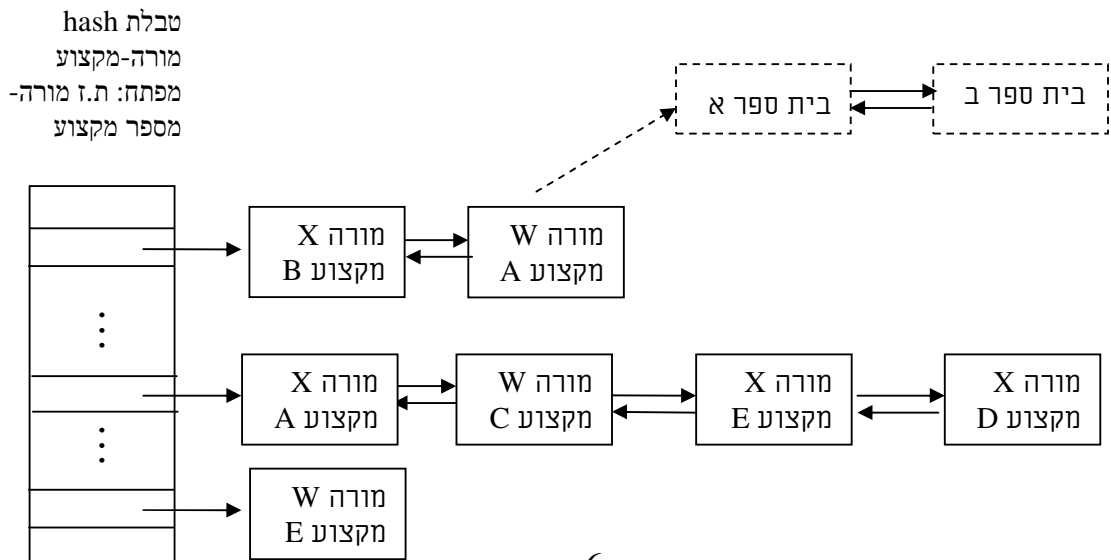 טבלת hash
מורה-מקצוע
מפתח: ת.ז מורה-
מספר מקצוע
בית ספר א
בית ספר ב
מורה X
מקצוע B
מורה W
מקצוע A
מורה X
מקצוע A
מורה W
מקצוע C
מורה X
מקצוע E
מורה X
מקצוע D
מורה W
מקצוע E